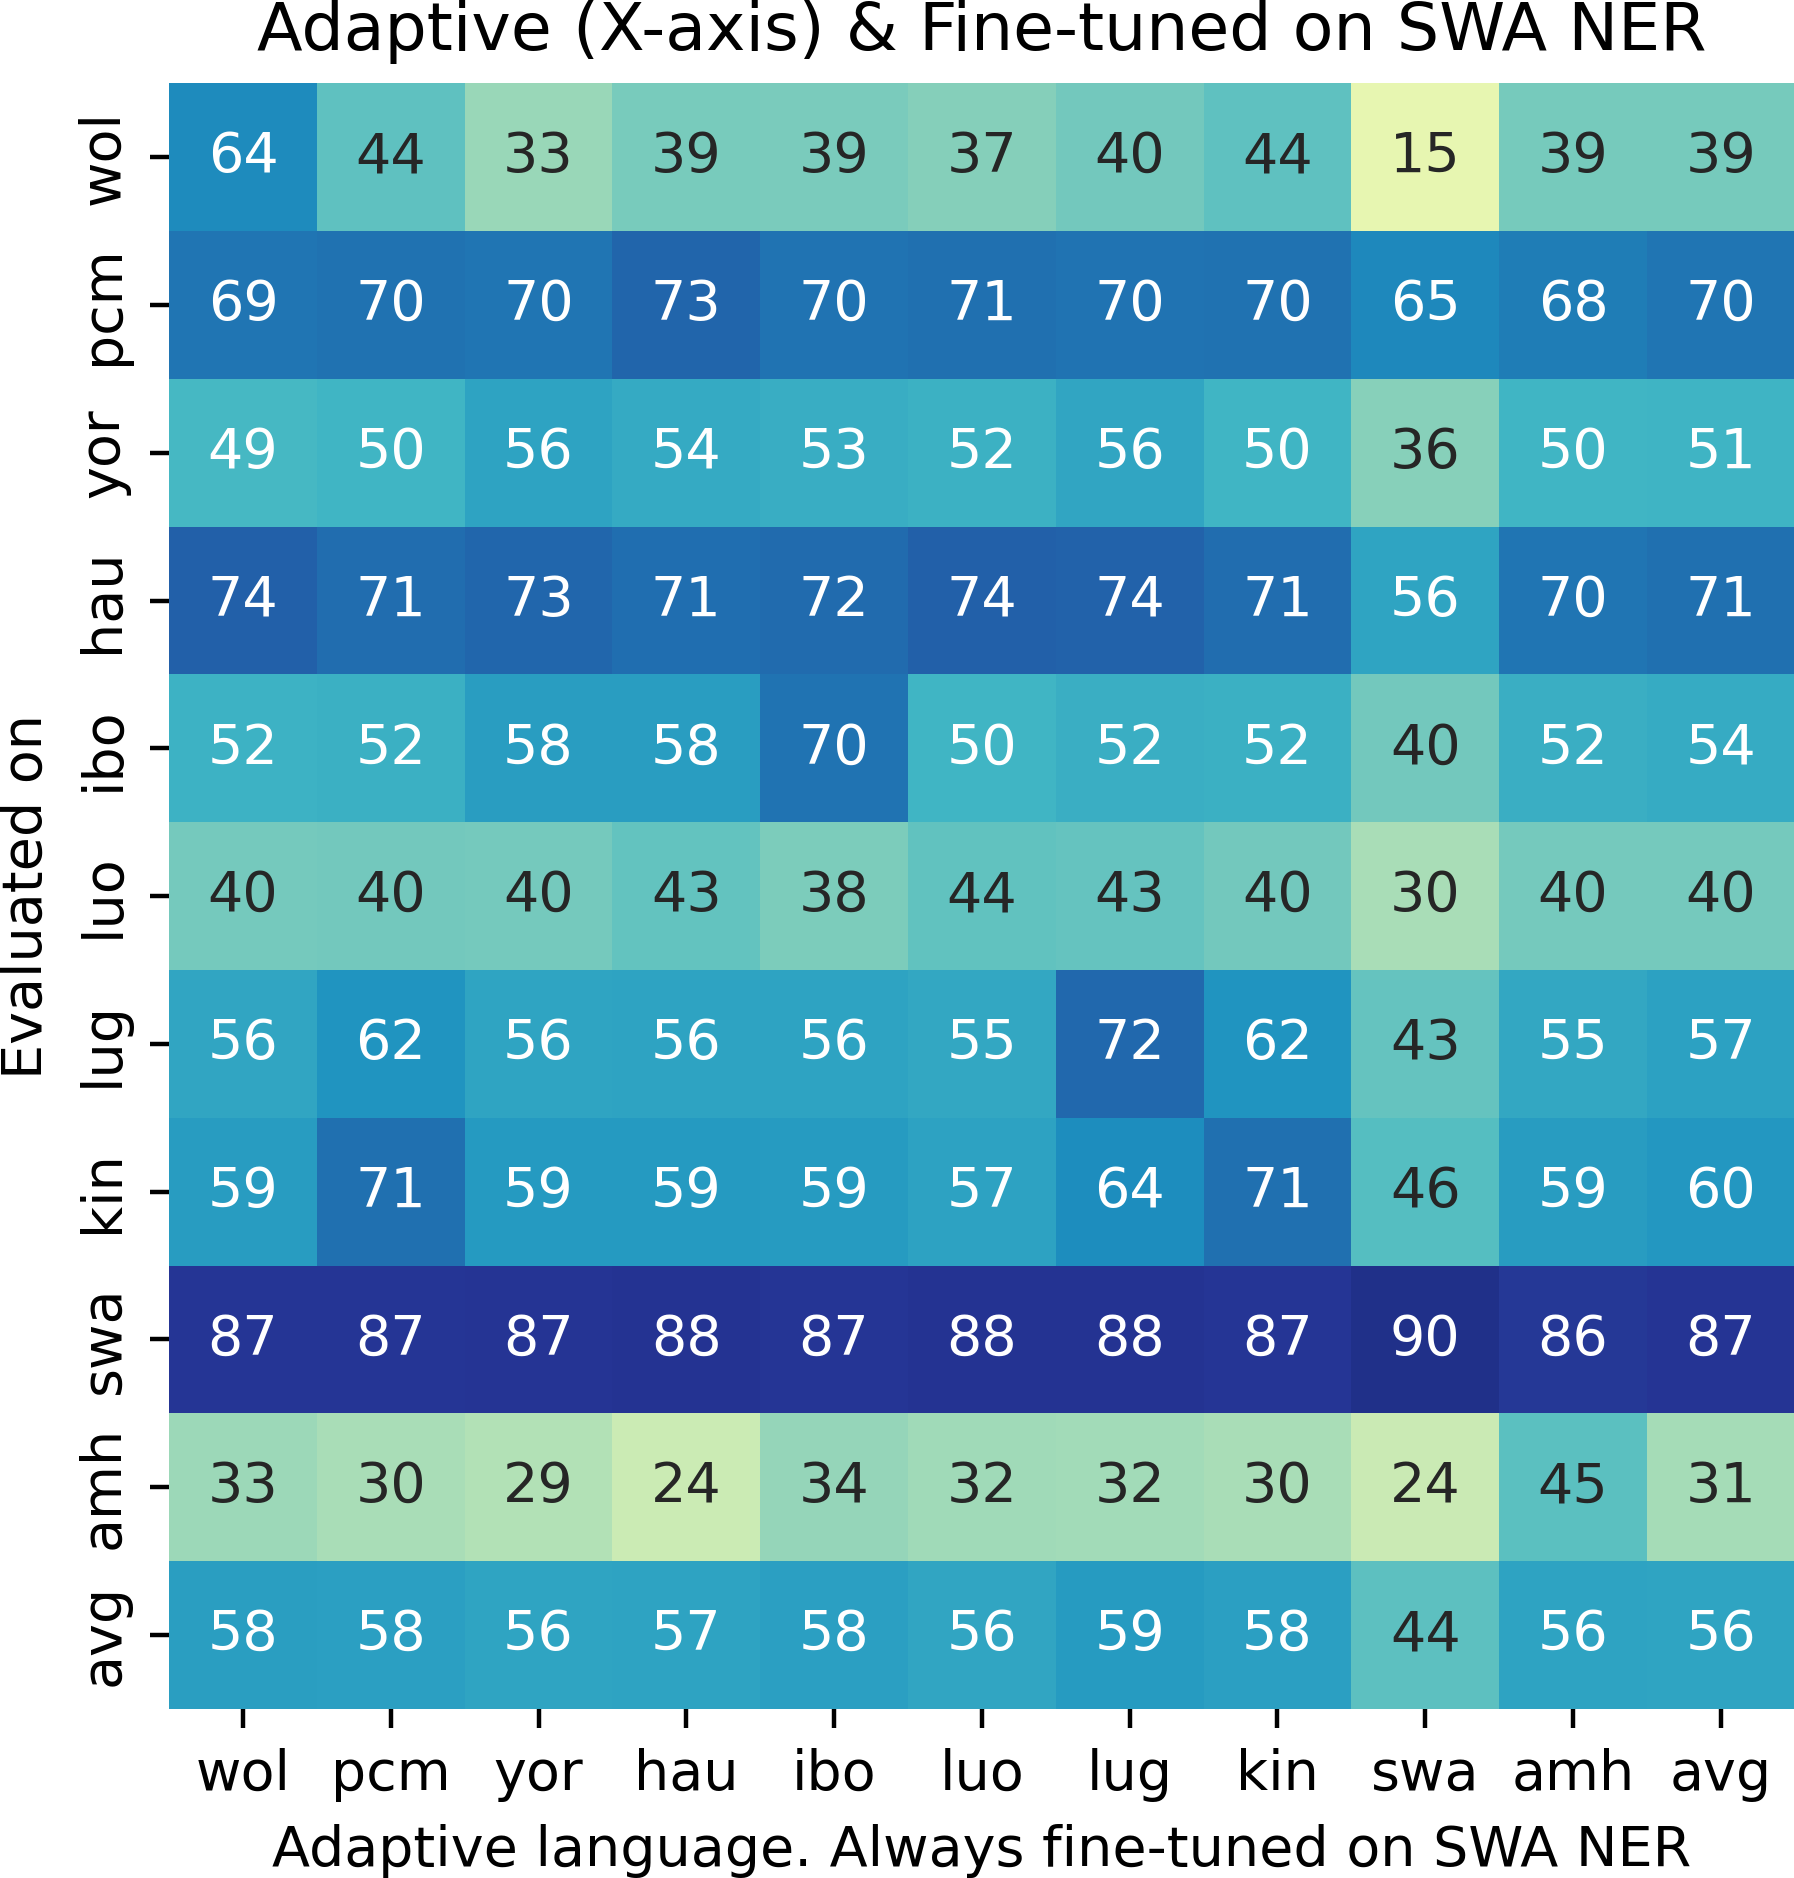 Adaptive (X-axis) & Fine-tuned on SWA NER
Evaluated on
wol 64 44 33 39 39 37 40 44 15 39 39
pcm 69 70 70 73 70 71 70 70 65 68 70
yor 49 50 56 54 53 52 56 50 36 50 51
hau 74 71 73 71 72 74 74 71 56 70 71
ibo 52 52 58 58 70 50 52 52 40 52 54
luo 40 40 40 43 38 44 43 40 30 40 40
lug 56 62 56 56 56 55 72 62 43 55 57
kin 59 71 59 59 59 57 64 71 46 59 60
swa 87 87 87 88 87 88 88 87 90 86 87
amh 33 30 29 24 34 32 32 30 24 45 31
avg 58 58 56 57 58 56 59 58 44 56 56
wol pcm yor hau ibo luo lug kin swa amh avg
Adaptive language. Always fine-tuned on SWA NER